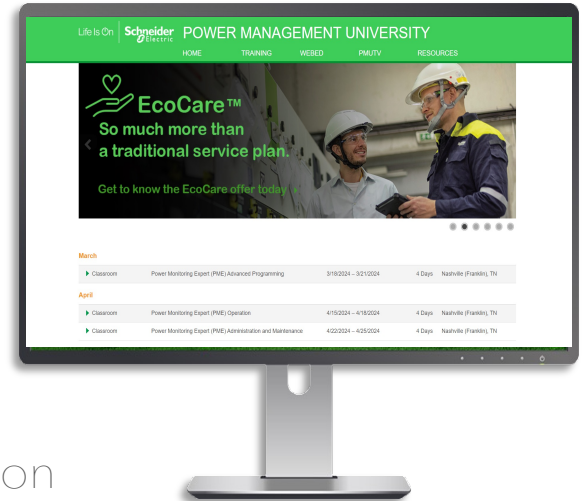 Life Is On Schneider Electric POWER MANAGEMENT UNIVERSITY
HOME TRAINING WEBED PMUTV RESOURCES
EcoCare™
So much more than
a traditional service plan.
Get to know the EcoCare offer today >
March
Classroom Power Monitoring Expert (PME) Advanced Programming 3/18/2024 – 3/21/2024 4 Days Nashville (Franklin), TN
April
Classroom Power Monitoring Expert (PME) Operation 4/15/2024 – 4/18/2024 4 Days Nashville (Franklin), TN
Classroom Power Monitoring Expert (PME) Administration and Maintenance 4/22/2024 – 4/25/2024 4 Days Nashville (Franklin), TN
on